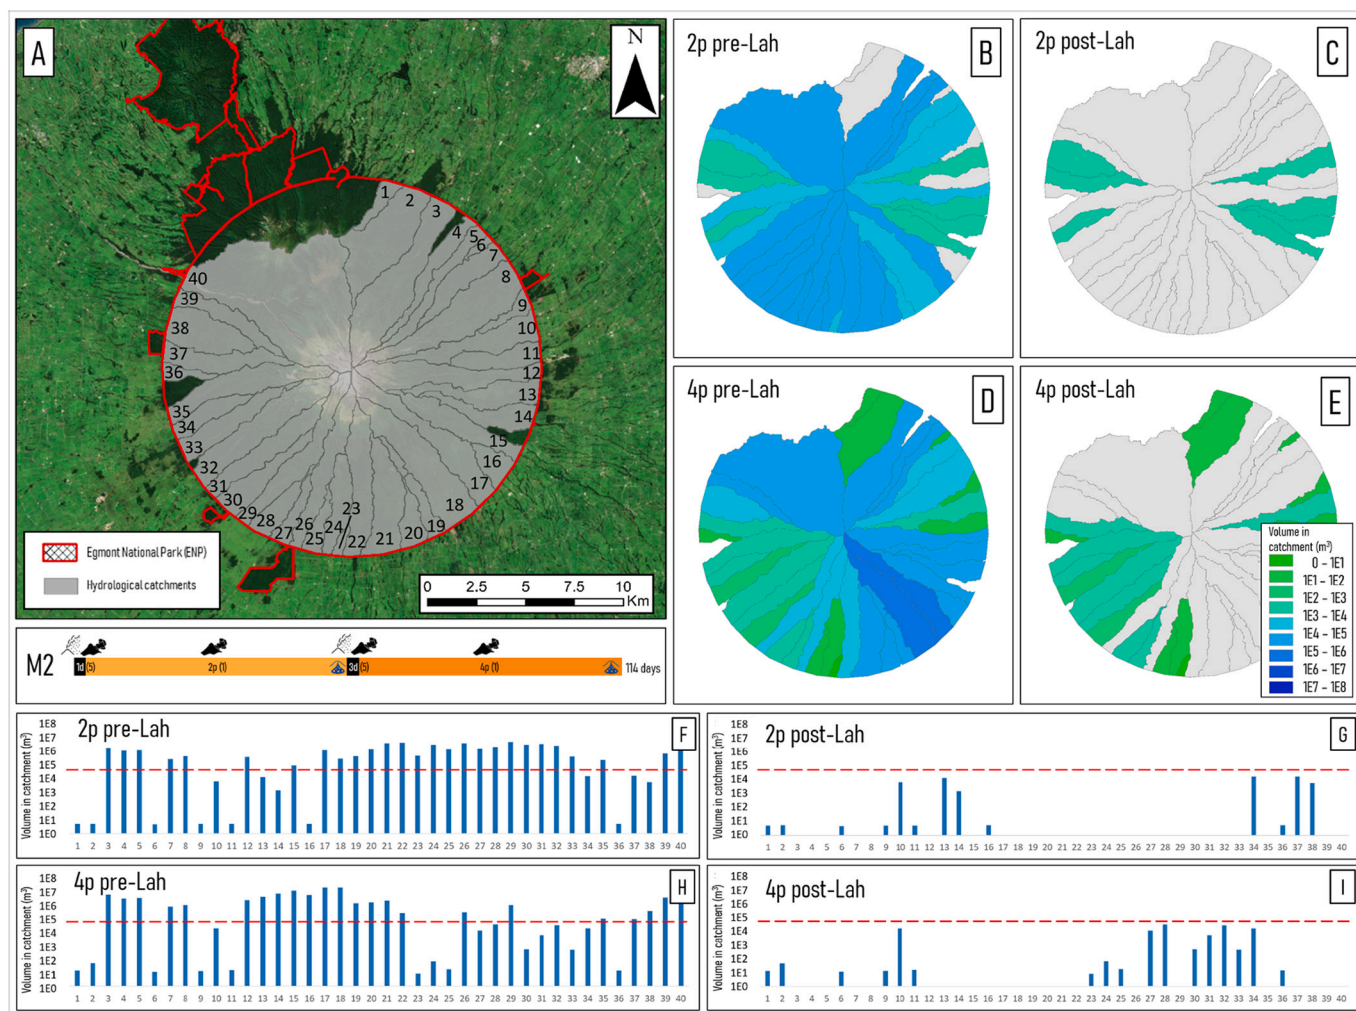 A
N
1
2
3
4
5
6
7
8
9
10
11
12
13
14
15
16
17
18
19
20
21
22
23
24
25
26
27
28
29
30
31
32
33
34
35
36
37
38
39
40
Egmont National Park (ENP)
Hydrological catchments
0 2.5 5 7.5 10
Km
2p pre-Lah
B
2p post-Lah
C
4p pre-Lah
D
4p post-Lah
E
Volume in
catchment (m³)
0 - 1E1
1E1 - 1E2
1E2 - 1E3
1E3 - 1E4
1E4 - 1E5
1E5 - 1E6
1E6 - 1E7
1E7 - 1E8
M2
1d (5) 2p (1) 3d (5) 4p (1) 114 days
2p pre-Lah
F
Volume in catchment (m³)
1E8
1E7
1E6
1E5
1E4
1E3
1E2
1E1
1E0
1 2 3 4 5 6 7 8 9 10 11 12 13 14 15 16 17 18 19 20 21 22 23 24 25 26 27 28 29 30 31 32 33 34 35 36 37 38 39 40
2p post-Lah
G
Volume in catchment (m³)
1E8
1E7
1E6
1E5
1E4
1E3
1E2
1E1
1E0
1 2 3 4 5 6 7 8 9 10 11 12 13 14 15 16 17 18 19 20 21 22 23 24 25 26 27 28 29 30 31 32 33 34 35 36 37 38 39 40
4p pre-Lah
H
Volume in catchment (m³)
1E8
1E7
1E6
1E5
1E4
1E3
1E2
1E1
1E0
1 2 3 4 5 6 7 8 9 10 11 12 13 14 15 16 17 18 19 20 21 22 23 24 25 26 27 28 29 30 31 32 33 34 35 36 37 38 39 40
4p post-Lah
I
Volume in catchment (m³)
1E8
1E7
1E6
1E5
1E4
1E3
1E2
1E1
1E0
1 2 3 4 5 6 7 8 9 10 11 12 13 14 15 16 17 18 19 20 21 22 23 24 25 26 27 28 29 30 31 32 33 34 35 36 37 38 39 40